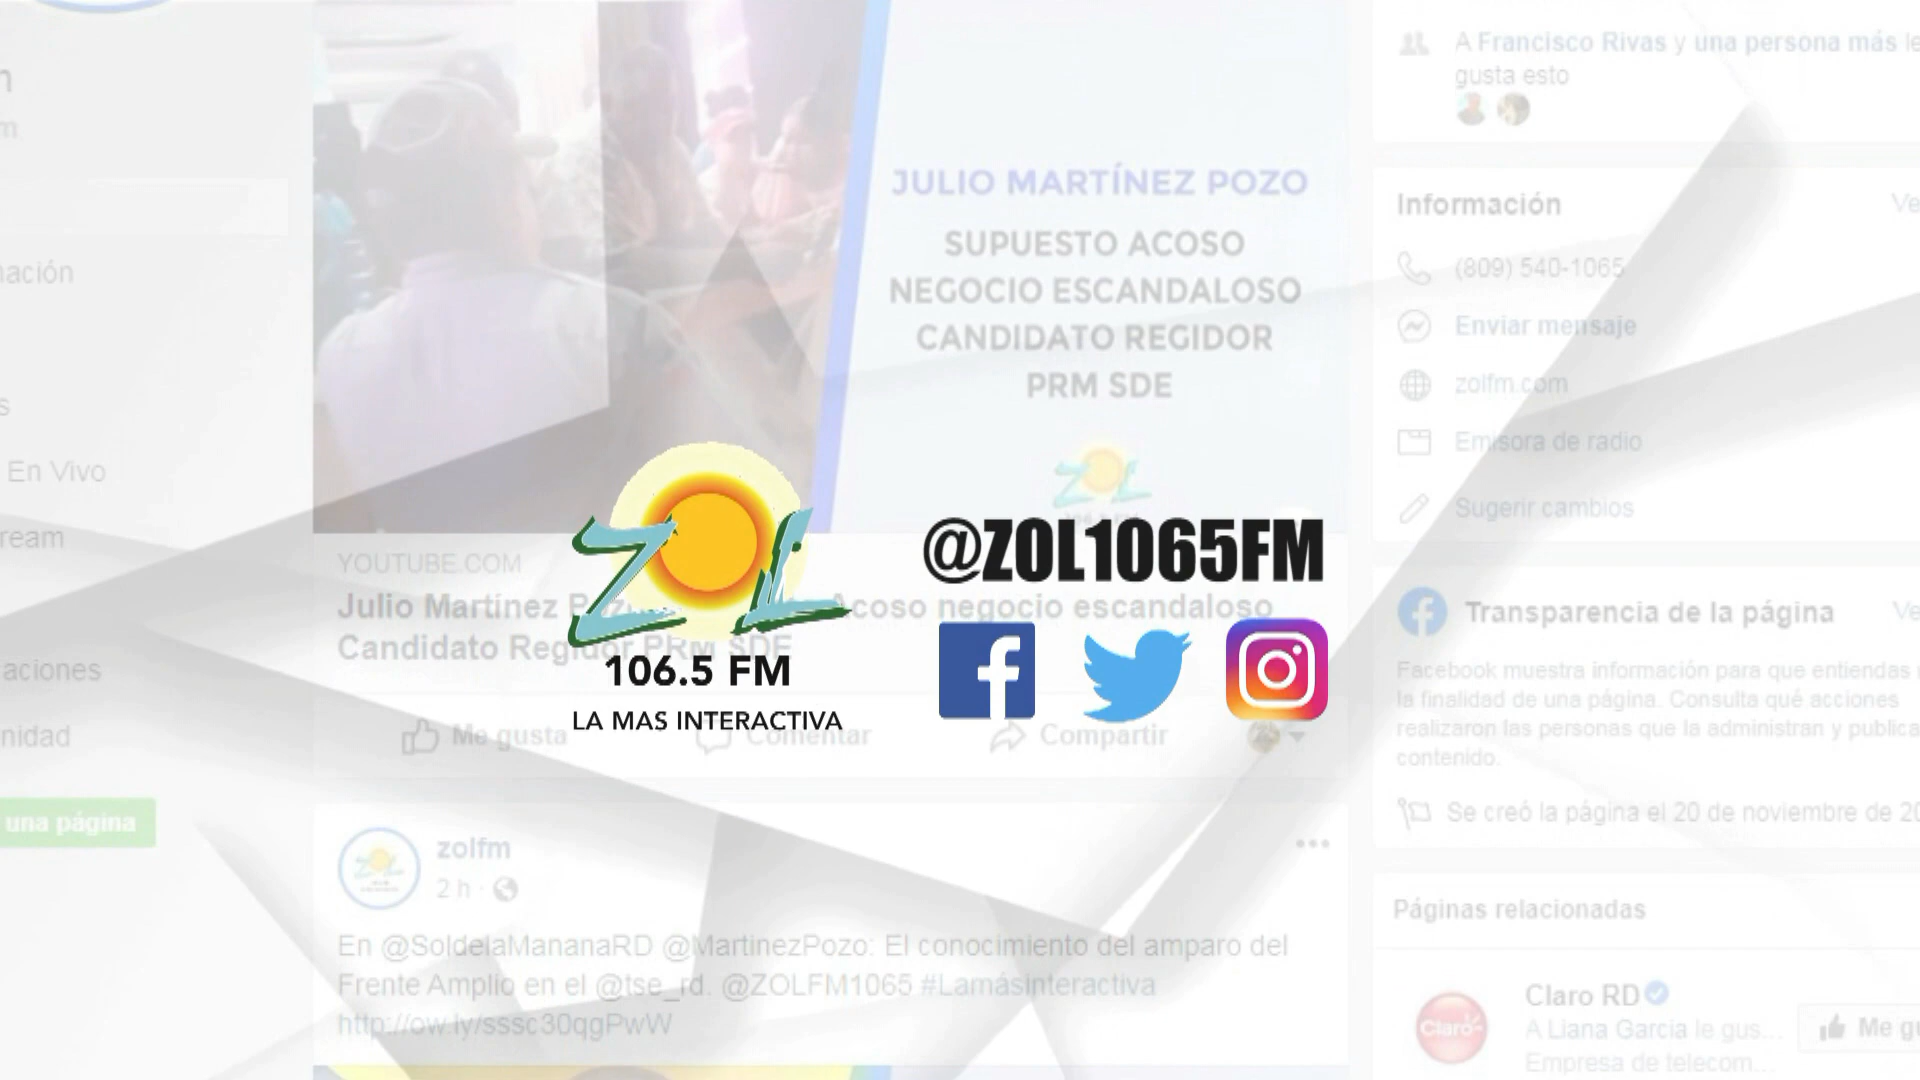 A Francisco Rivas y una persona más le
gusta esto
JULIO MARTÍNEZ POZO
SUPUESTO ACOSO
NEGOCIO ESCANDALOSO
CANDIDATO REGIDOR
PRM SDE
Información
(809) 540-1065
Enviar mensaje
zolfm.com
Emisora de radio
Sugerir cambios
En Vivo
ZOL
106.5 FM
LA MAS INTERACTIVA
@ZOL1065FM
YOUTUBE.COM
Julio Martínez Acoso negocio escandaloso
Candidato Regidor PRM SDE
Me gusta
Comentar
Compartir
Transparencia de la página
Facebook muestra información para que entiendas
la finalidad de una página. Consulta qué acciones
realizaron las personas que la administran y publica
contenido.
Se creó la página el 20 de noviembre de 20
una página
zolfm
2 h ·
En @SoldelaMananaRD @MartinezPozo: El conocimiento del amparo del
Frente Amplio en el @tse_rd. @ZOLFM1065 #Lamásinteractiva
http://ow.ly/sssc30qgPwW
Páginas relacionadas
Claro-
Claro RD
A Liana Garcia le gus...
Empresa de telecom...
Me gu